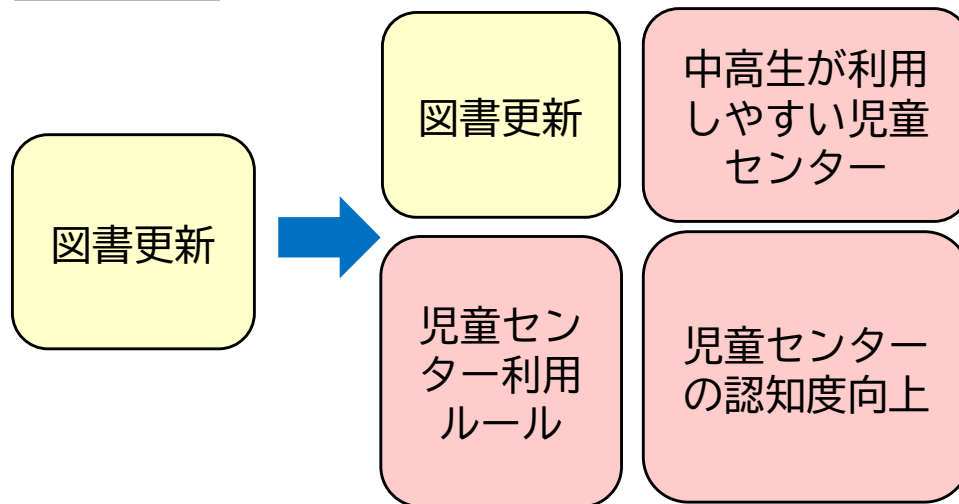 図書更新
図書更新
中高生が利用
しやすい児童
センター
児童セン
ター利用
ルール
児童センター
の認知度向上